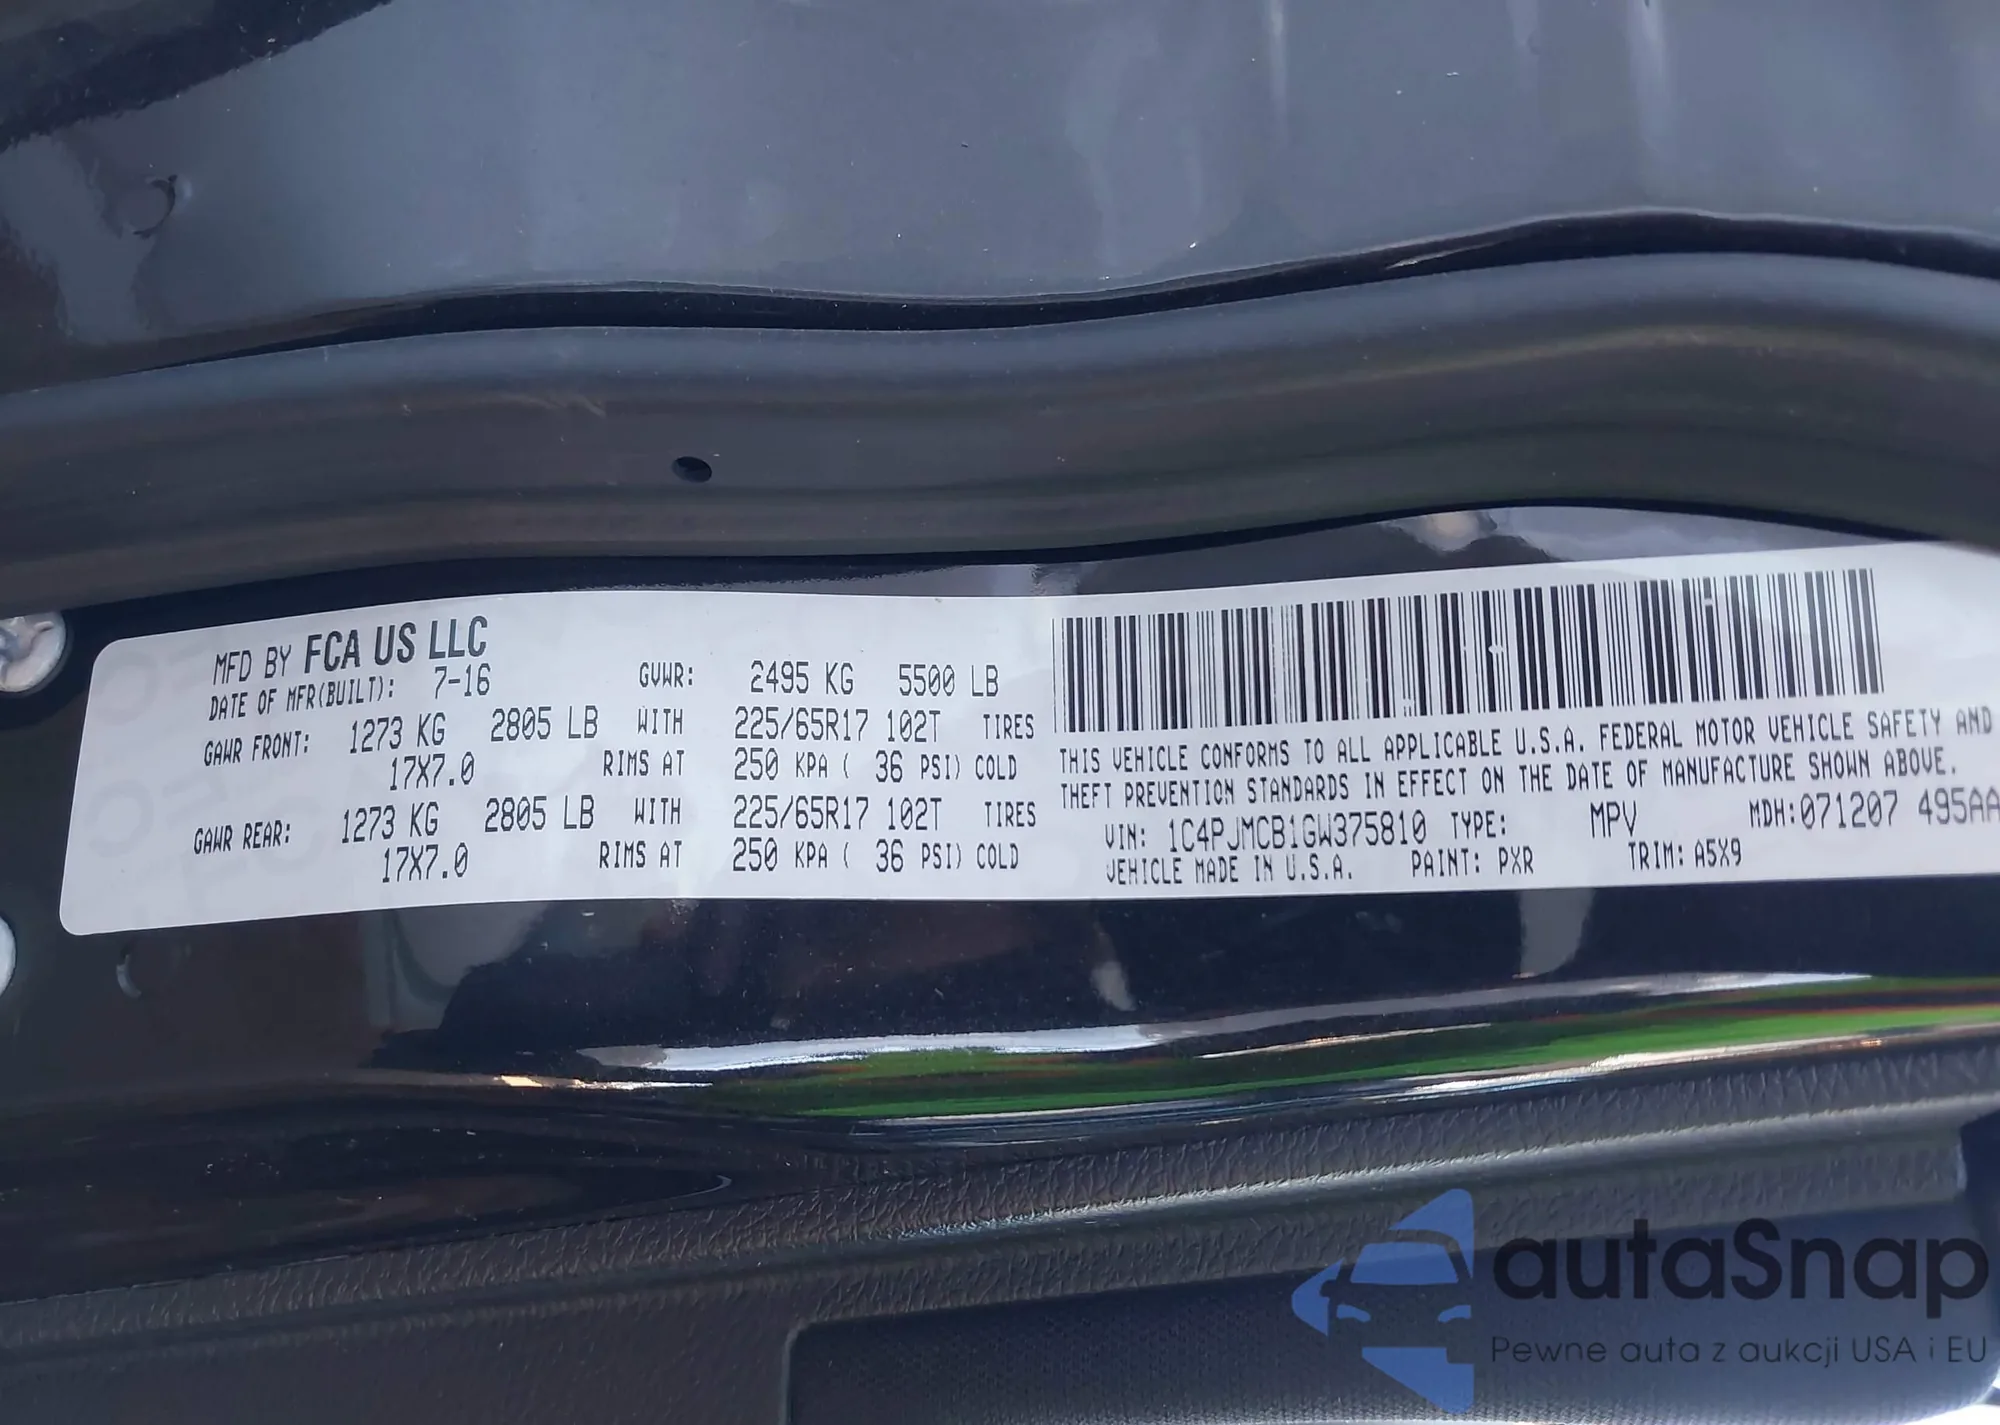 MFD BY FCA US LLC
DATE OF MFR(BUILT): 7-16 GVWR: 2495 KG 5500 LB
GAWR FRONT: 1273 KG 2805 LB WITH 225/65R17 102T TIRES
17X7.0 RIMS AT 250 KPA ( 36 PSI) COLD
GAWR REAR: 1273 KG 2805 LB WITH 225/65R17 102T TIRES
17X7.0 RIMS AT 250 KPA ( 36 PSI) COLD
THIS VEHICLE CONFORMS TO ALL APPLICABLE U.S.A. FEDERAL MOTOR VEHICLE SAFETY AND
THEFT PREVENTION STANDARDS IN EFFECT ON THE DATE OF MANUFACTURE SHOWN ABOVE.
VIN: 1C4PJMCB1GW375810 TYPE: MPV MDH:071207 495AA
VEHICLE MADE IN U.S.A. PAINT: PXR TRIM: A5X9
autaSnap
Pewne auta z aukcji USA i EU